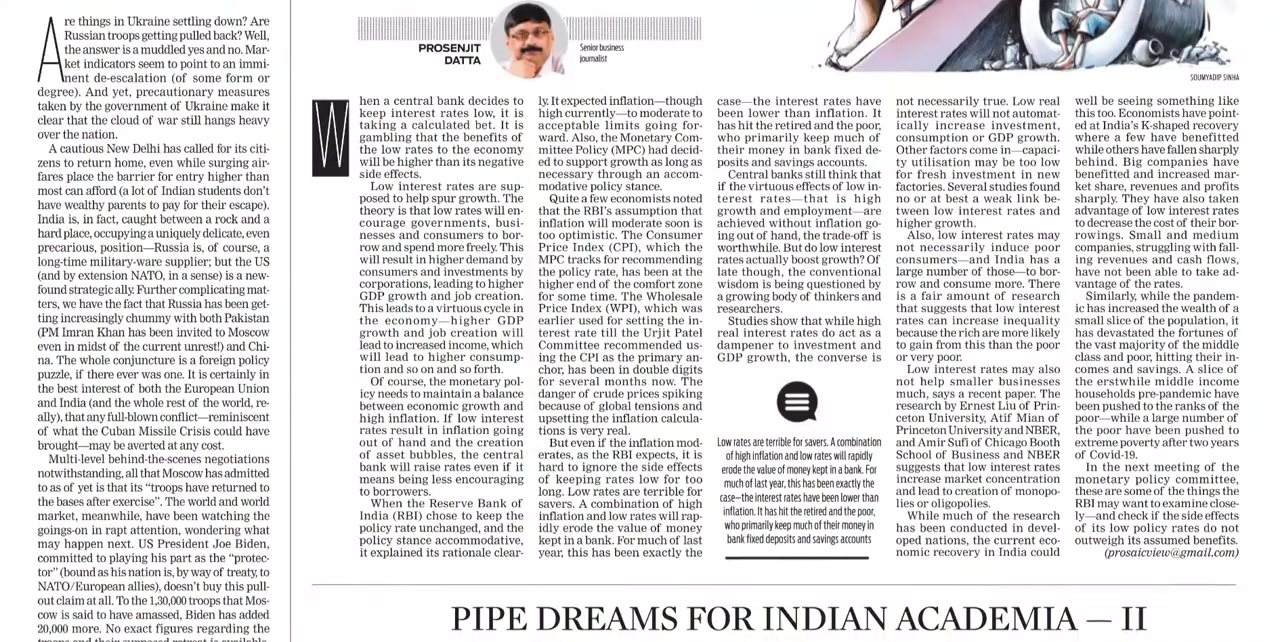 Are things in Ukraine settling down? Are
Russian troops getting pulled back? Well,
the answer is a muddled yes and no. Mar-
ket indicators seem to point to an immi-
nent de-escalation (of some form or
degree). And yet, precautionary measures
taken by the government of Ukraine make it
clear that the cloud of war still hangs heavy
over the nation.
A cautious New Delhi has called for its citi-
zens to return home, even while surging air-
fares place the barrier for entry higher than
most can afford (a lot of Indian students don't
have wealthy parents to pay for their escape).
India is, in fact, caught between a rock and a
hard place, occupying a uniquely delicate, even
precarious, position—Russia is, of course, a
long-time military-ware supplier; but the US
(and by extension NATO, in a sense) is a new-
found strategic ally. Further complicating mat-
ters, we have the fact that Russia has been get-
ting increasingly chummy with both Pakistan
(PM Imran Khan has been invited to Moscow
even in midst of the current unrest!) and Chi-
na. The whole conjuncture is a foreign policy
puzzle, if there ever was one. It is certainly in
the best interest of both the European Union
and India (and the whole rest of the world, re-
ally), that any full-blown conflict—reminiscent
of what the Cuban Missile Crisis could have
brought—may be averted at any cost.
Multi-level behind-the-scenes negotiations
notwithstanding, all that Moscow has admitted
to as of yet is that its "troops have returned to
the bases after exercise". The world and world
market, meanwhile, have been watching the
goings-on in rapt attention, wondering what
may happen next. US President Joe Biden,
committed to playing his part as the "protec-
tor" (bound as his nation is, by way of treaty, to
NATO/European allies), doesn't buy this pull-
out claim at all. To the 1,30,000 troops that Mos-
cow is said to have amassed, Biden has added
20,000 more. No exact figures regarding the
troops and their supposed retreat is available,
PROSENJIT
DATTA
Senior business
journalist
SOUMYADIP SINHA
When a central bank decides to
keep interest rates low, it is
taking a calculated bet. It is
gambling that the benefits of
the low rates to the economy
will be higher than its negative
side effects.
Low interest rates are sup-
posed to help spur growth. The
theory is that low rates will en-
courage governments, busi-
nesses and consumers to bor-
row and spend more freely. This
will result in higher demand by
consumers and investments by
corporations, leading to higher
GDP growth and job creation.
This leads to a virtuous cycle in
the economy—higher GDP
growth and job creation will
lead to increased income, which
will lead to higher consump-
tion and so on and so forth.
Of course, the monetary pol-
icy needs to maintain a balance
between economic growth and
high inflation. If low interest
rates result in inflation going
out of hand and the creation
of asset bubbles, the central
bank will raise rates even if it
means being less encouraging
to borrowers.
When the Reserve Bank of
India (RBI) chose to keep the
policy rate unchanged, and the
policy stance accommodative,
it explained its rationale clear-
ly. It expected inflation—though
high currently—to moderate to
acceptable limits going for-
ward. Also, the Monetary Com-
mittee Policy (MPC) had decid-
ed to support growth as long as
necessary through an accom-
modative policy stance.
Quite a few economists noted
that the RBI's assumption that
inflation will moderate soon is
too optimistic. The Consumer
Price Index (CPI), which the
MPC tracks for recommending
the policy rate, has been at the
higher end of the comfort zone
for some time. The Wholesale
Price Index (WPI), which was
earlier used for setting the in-
terest rate till the Urjit Patel
Committee recommended us-
ing the CPI as the primary an-
chor, has been in double digits
for several months now. The
danger of crude prices spiking
because of global tensions and
upsetting the inflation calcula-
tions is very real.
But even if the inflation mod-
erates, as the RBI expects, it is
hard to ignore the side effects
of keeping rates low for too
long. Low rates are terrible for
savers. A combination of high
inflation and low rates will rap-
idly erode the value of money
kept in a bank. For much of last
year, this has been exactly the
case—the interest rates have
been lower than inflation. It
has hit the retired and the poor,
who primarily keep much of
their money in bank fixed de-
posits and savings accounts.
Central banks still think that
if the virtuous effects of low in-
terest rates—that is high
growth and employment—are
achieved without inflation go-
ing out of hand, the trade-off is
worthwhile. But do low interest
rates actually boost growth? Of
late though, the conventional
wisdom is being questioned by
a growing body of thinkers and
researchers.
Studies show that while high
real interest rates do act as a
dampener to investment and
GDP growth, the converse is
Low rates are terrible for savers. A combination
of high inflation and low rates will rapidly
erode the value of money kept in a bank. For
much of last year, this has been exactly the
case—the interest rates have been lower than
inflation. It has hit the retired and the poor,
who primarily keep much of their money in
bank fixed deposits and savings accounts
not necessarily true. Low real
interest rates will not automat-
ically increase investment,
consumption or GDP growth.
Other factors come in—capaci-
ty utilisation may be too low
for fresh investment in new
factories. Several studies found
no or at best a weak link be-
tween low interest rates and
higher growth.
Also, low interest rates may
not necessarily induce poor
consumers—and India has a
large number of those—to bor-
row and consume more. There
is a fair amount of research
that suggests that low interest
rates can increase inequality
because the rich are more likely
to gain from this than the poor
or very poor.
Low interest rates may also
not help smaller businesses
much, says a recent paper. The
research by Ernest Liu of Prin-
ceton University, Atif Mian of
Princeton University and NBER,
and Amir Sufi of Chicago Booth
School of Business and NBER
suggests that low interest rates
increase market concentration
and lead to creation of monopo-
lies or oligopolies.
While much of the research
has been conducted in devel-
oped nations, the current eco-
nomic recovery in India could
well be seeing something like
this too. Economists have point-
ed at India's K-shaped recovery
where a few have benefitted
while others have fallen sharply
behind. Big companies have
benefitted and increased mar-
ket share, revenues and profits
sharply. They have also taken
advantage of low interest rates
to decrease the cost of their bor-
rowings. Small and medium
companies, struggling with fall-
ing revenues and cash flows,
have not been able to take ad-
vantage of the rates.
Similarly, while the pandem-
ic has increased the wealth of a
small slice of the population, it
has devastated the fortunes of
the vast majority of the middle
class and poor, hitting their in-
comes and savings. A slice of
the erstwhile middle income
households pre-pandemic have
been pushed to the ranks of the
poor—while a large number of
the poor have been pushed to
extreme poverty after two years
of Covid-19.
In the next meeting of the
monetary policy committee,
these are some of the things the
RBI may want to examine close-
ly—and check if the side effects
of its low policy rates do not
outweigh its assumed benefits.
(prosaicview@gmail.com)
PIPE DREAMS FOR INDIAN ACADEMIA — II